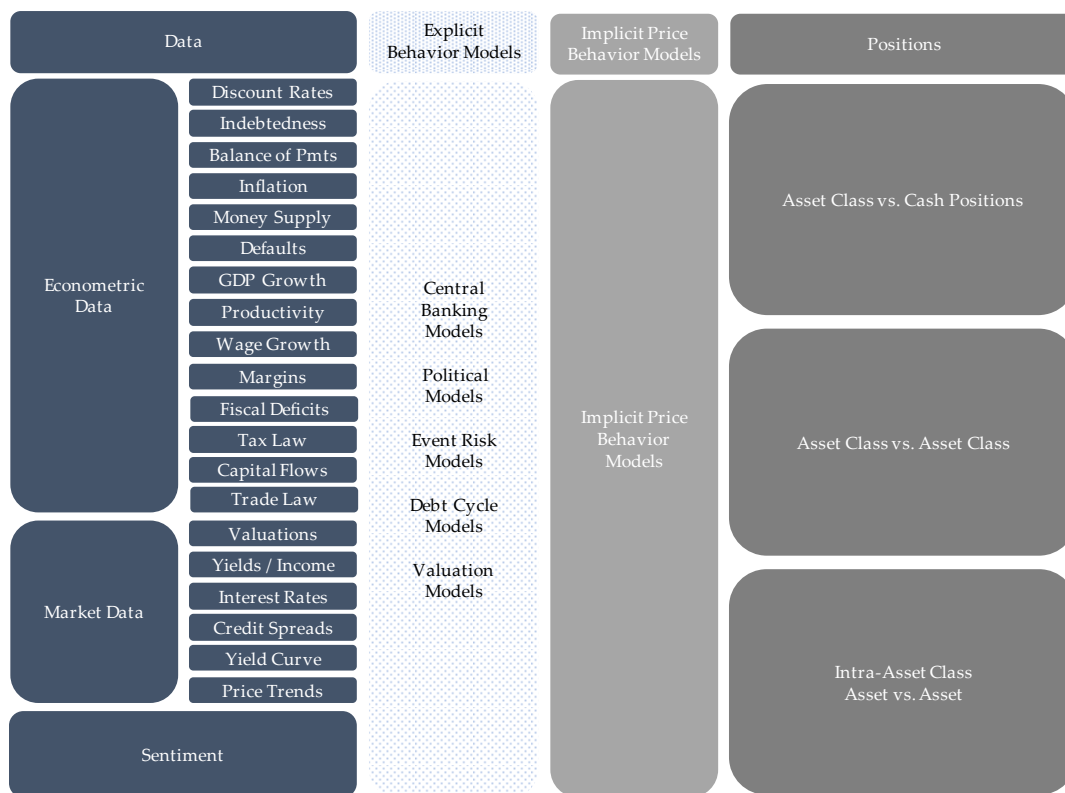 Data
Explicit
Behavior Models
Implicit Price
Behavior Models
Positions
Econometric
Data
Discount Rates
Indebtedness
Balance of Pmts
Inflation
Money Supply
Defaults
GDP Growth
Productivity
Wage Growth
Margins
Fiscal Deficits
Tax Law
Capital Flows
Trade Law
Market Data
Valuations
Yields / Income
Interest Rates
Credit Spreads
Yield Curve
Price Trends
Sentiment
Central
Banking
Models
Political
Models
Event Risk
Models
Debt Cycle
Models
Valuation
Models
Implicit Price
Behavior
Models
Asset Class vs. Cash Positions
Asset Class vs. Asset Class
Intra-Asset Class
Asset vs. Asset